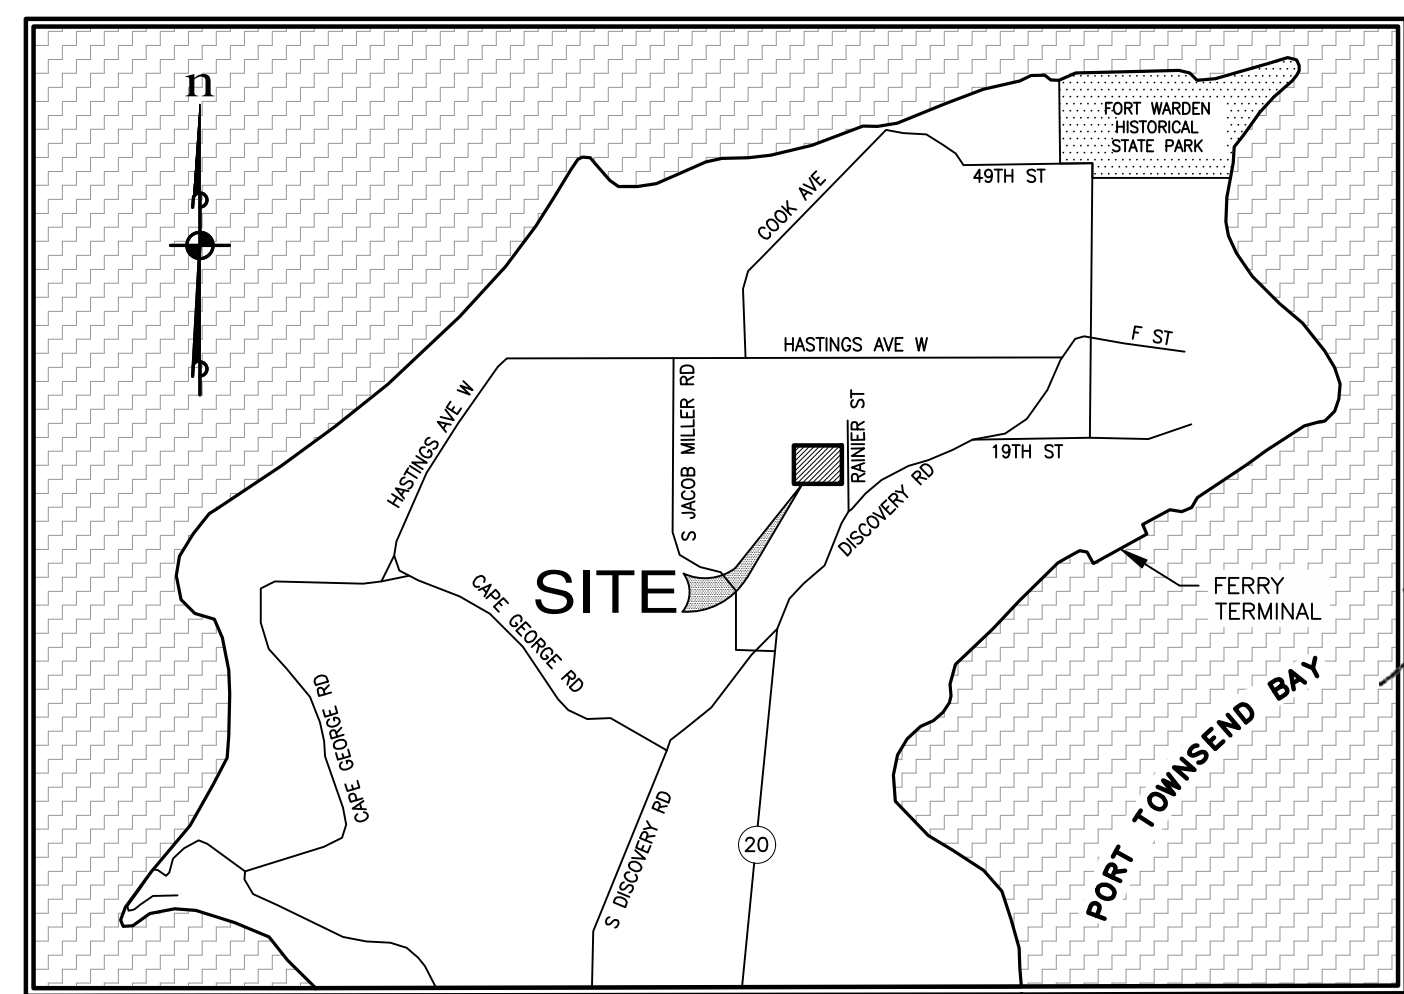 n
FORT WARDEN
HISTORICAL
STATE PARK
49TH ST
COOK AVE
F ST
HASTINGS AVE W
HASTINGS AVE W
S JACOB MILLER RD
RAINIER ST
19TH ST
DISCOVERY RD
SITE
CAPE GEORGE RD
FERRY
TERMINAL
CAPE GEORGE RD
PORT TOWNSEND BAY
S DISCOVERY RD
20